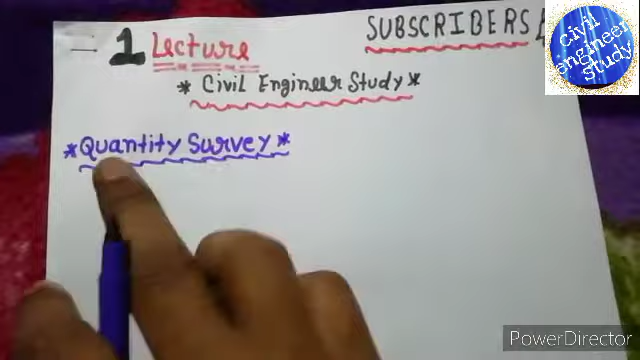 SUBSCRIBERS
1 Lecture
* Civil Engineer Study *
* Quantity Survey *
civil
engineer
study
PowerDirector